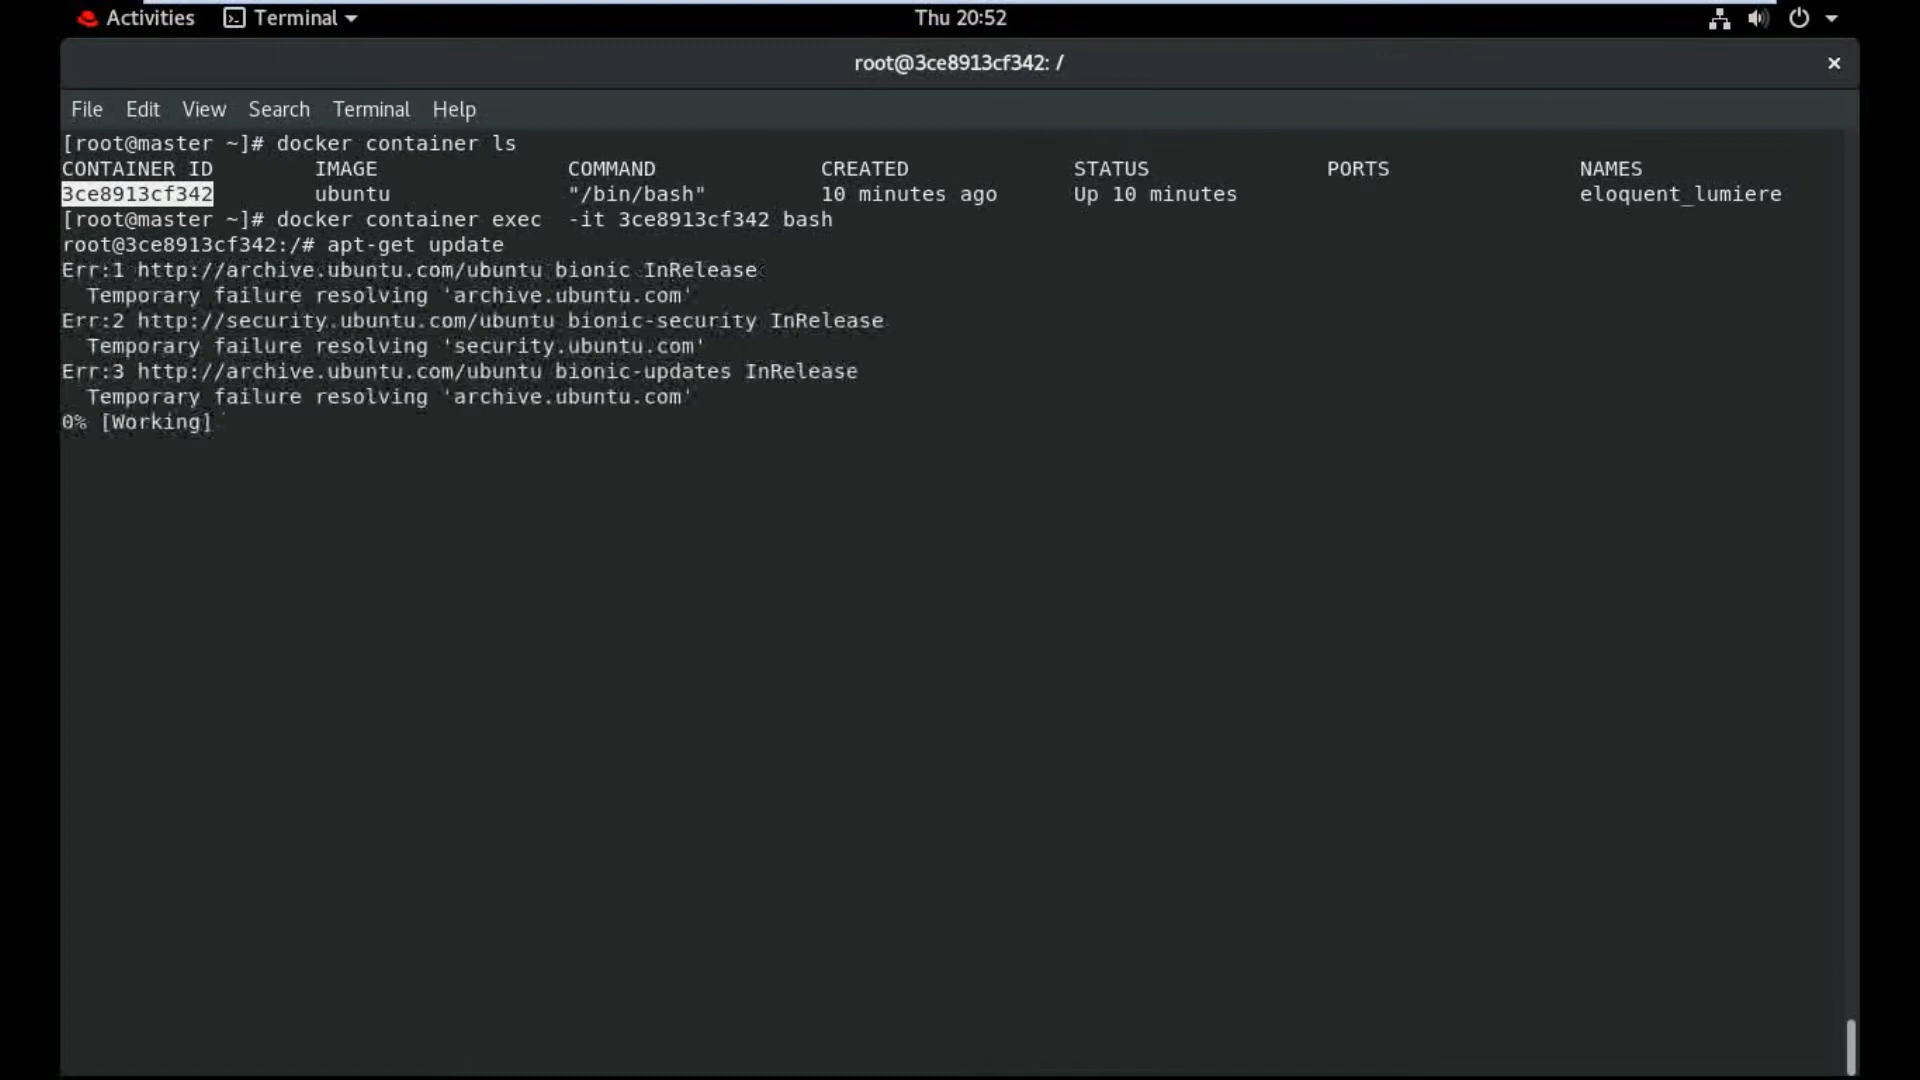 Activities Terminal Thu 20:52
root@3ce8913cf342: /
File Edit View Search Terminal Help
[root@master ~]# docker container ls
CONTAINER ID IMAGE COMMAND CREATED STATUS PORTS NAMES
3ce8913cf342 ubuntu "/bin/bash" 10 minutes ago Up 10 minutes eloquent_lumiere
[root@master ~]# docker container exec  -it 3ce8913cf342 bash
root@3ce8913cf342:/# apt-get update
Err:1 http://archive.ubuntu.com/ubuntu bionic InRelease
  Temporary failure resolving 'archive.ubuntu.com'
Err:2 http://security.ubuntu.com/ubuntu bionic-security InRelease
  Temporary failure resolving 'security.ubuntu.com'
Err:3 http://archive.ubuntu.com/ubuntu bionic-updates InRelease
  Temporary failure resolving 'archive.ubuntu.com'
0% [Working]